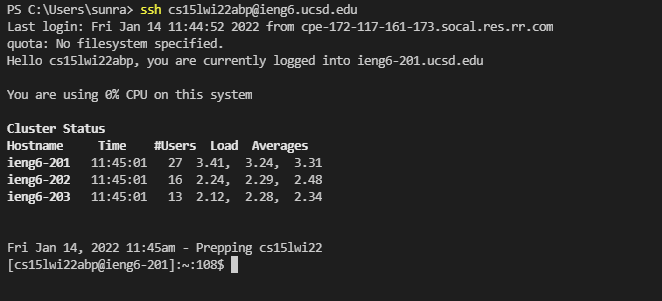 PS C:\Users\sunra> ssh cs15lwi22abp@ieng6.ucsd.edu
Last login: Fri Jan 14 11:44:52 2022 from cpe-172-117-161-173.socal.res.rr.com
quota: No filesystem specified.
Hello cs15lwi22abp, you are currently logged into ieng6-201.ucsd.edu
You are using 0% CPU on this system
Cluster Status
Hostname     Time    #Users  Load  Averages
ieng6-201   11:45:01   27  3.41,  3.24,  3.31
ieng6-202   11:45:01   16  2.24,  2.29,  2.48
ieng6-203   11:45:01   13  2.12,  2.28,  2.34
Fri Jan 14, 2022 11:45am - Prepping cs15lwi22
[cs15lwi22abp@ieng6-201]:~:108$